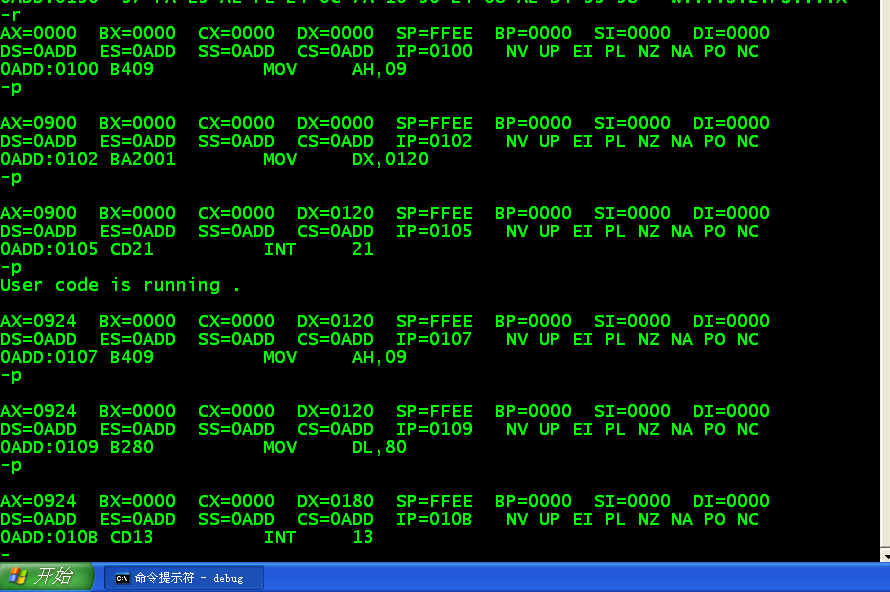 -r
AX=0000 BX=0000 CX=0000 DX=0000 SP=FFEE BP=0000 SI=0000 DI=0000
DS=0ADD ES=0ADD SS=0ADD CS=0ADD IP=0100 NV UP EI PL NZ NA PO NC
0ADD:0100 B409 MOV AH,09
-p
AX=0900 BX=0000 CX=0000 DX=0000 SP=FFEE BP=0000 SI=0000 DI=0000
DS=0ADD ES=0ADD SS=0ADD CS=0ADD IP=0102 NV UP EI PL NZ NA PO NC
0ADD:0102 BA2001 MOV DX,0120
-p
AX=0900 BX=0000 CX=0000 DX=0120 SP=FFEE BP=0000 SI=0000 DI=0000
DS=0ADD ES=0ADD SS=0ADD CS=0ADD IP=0105 NV UP EI PL NZ NA PO NC
0ADD:0105 CD21 INT 21
-p
User code is running .
AX=0924 BX=0000 CX=0000 DX=0120 SP=FFEE BP=0000 SI=0000 DI=0000
DS=0ADD ES=0ADD SS=0ADD CS=0ADD IP=0107 NV UP EI PL NZ NA PO NC
0ADD:0107 B409 MOV AH,09
-p
AX=0924 BX=0000 CX=0000 DX=0120 SP=FFEE BP=0000 SI=0000 DI=0000
DS=0ADD ES=0ADD SS=0ADD CS=0ADD IP=0109 NV UP EI PL NZ NA PO NC
0ADD:0109 B280 MOV DL,80
-p
AX=0924 BX=0000 CX=0000 DX=0180 SP=FFEE BP=0000 SI=0000 DI=0000
DS=0ADD ES=0ADD SS=0ADD CS=0ADD IP=010B NV UP EI PL NZ NA PO NC
0ADD:010B CD13 INT 13
-
开始 命令提示符 - debug